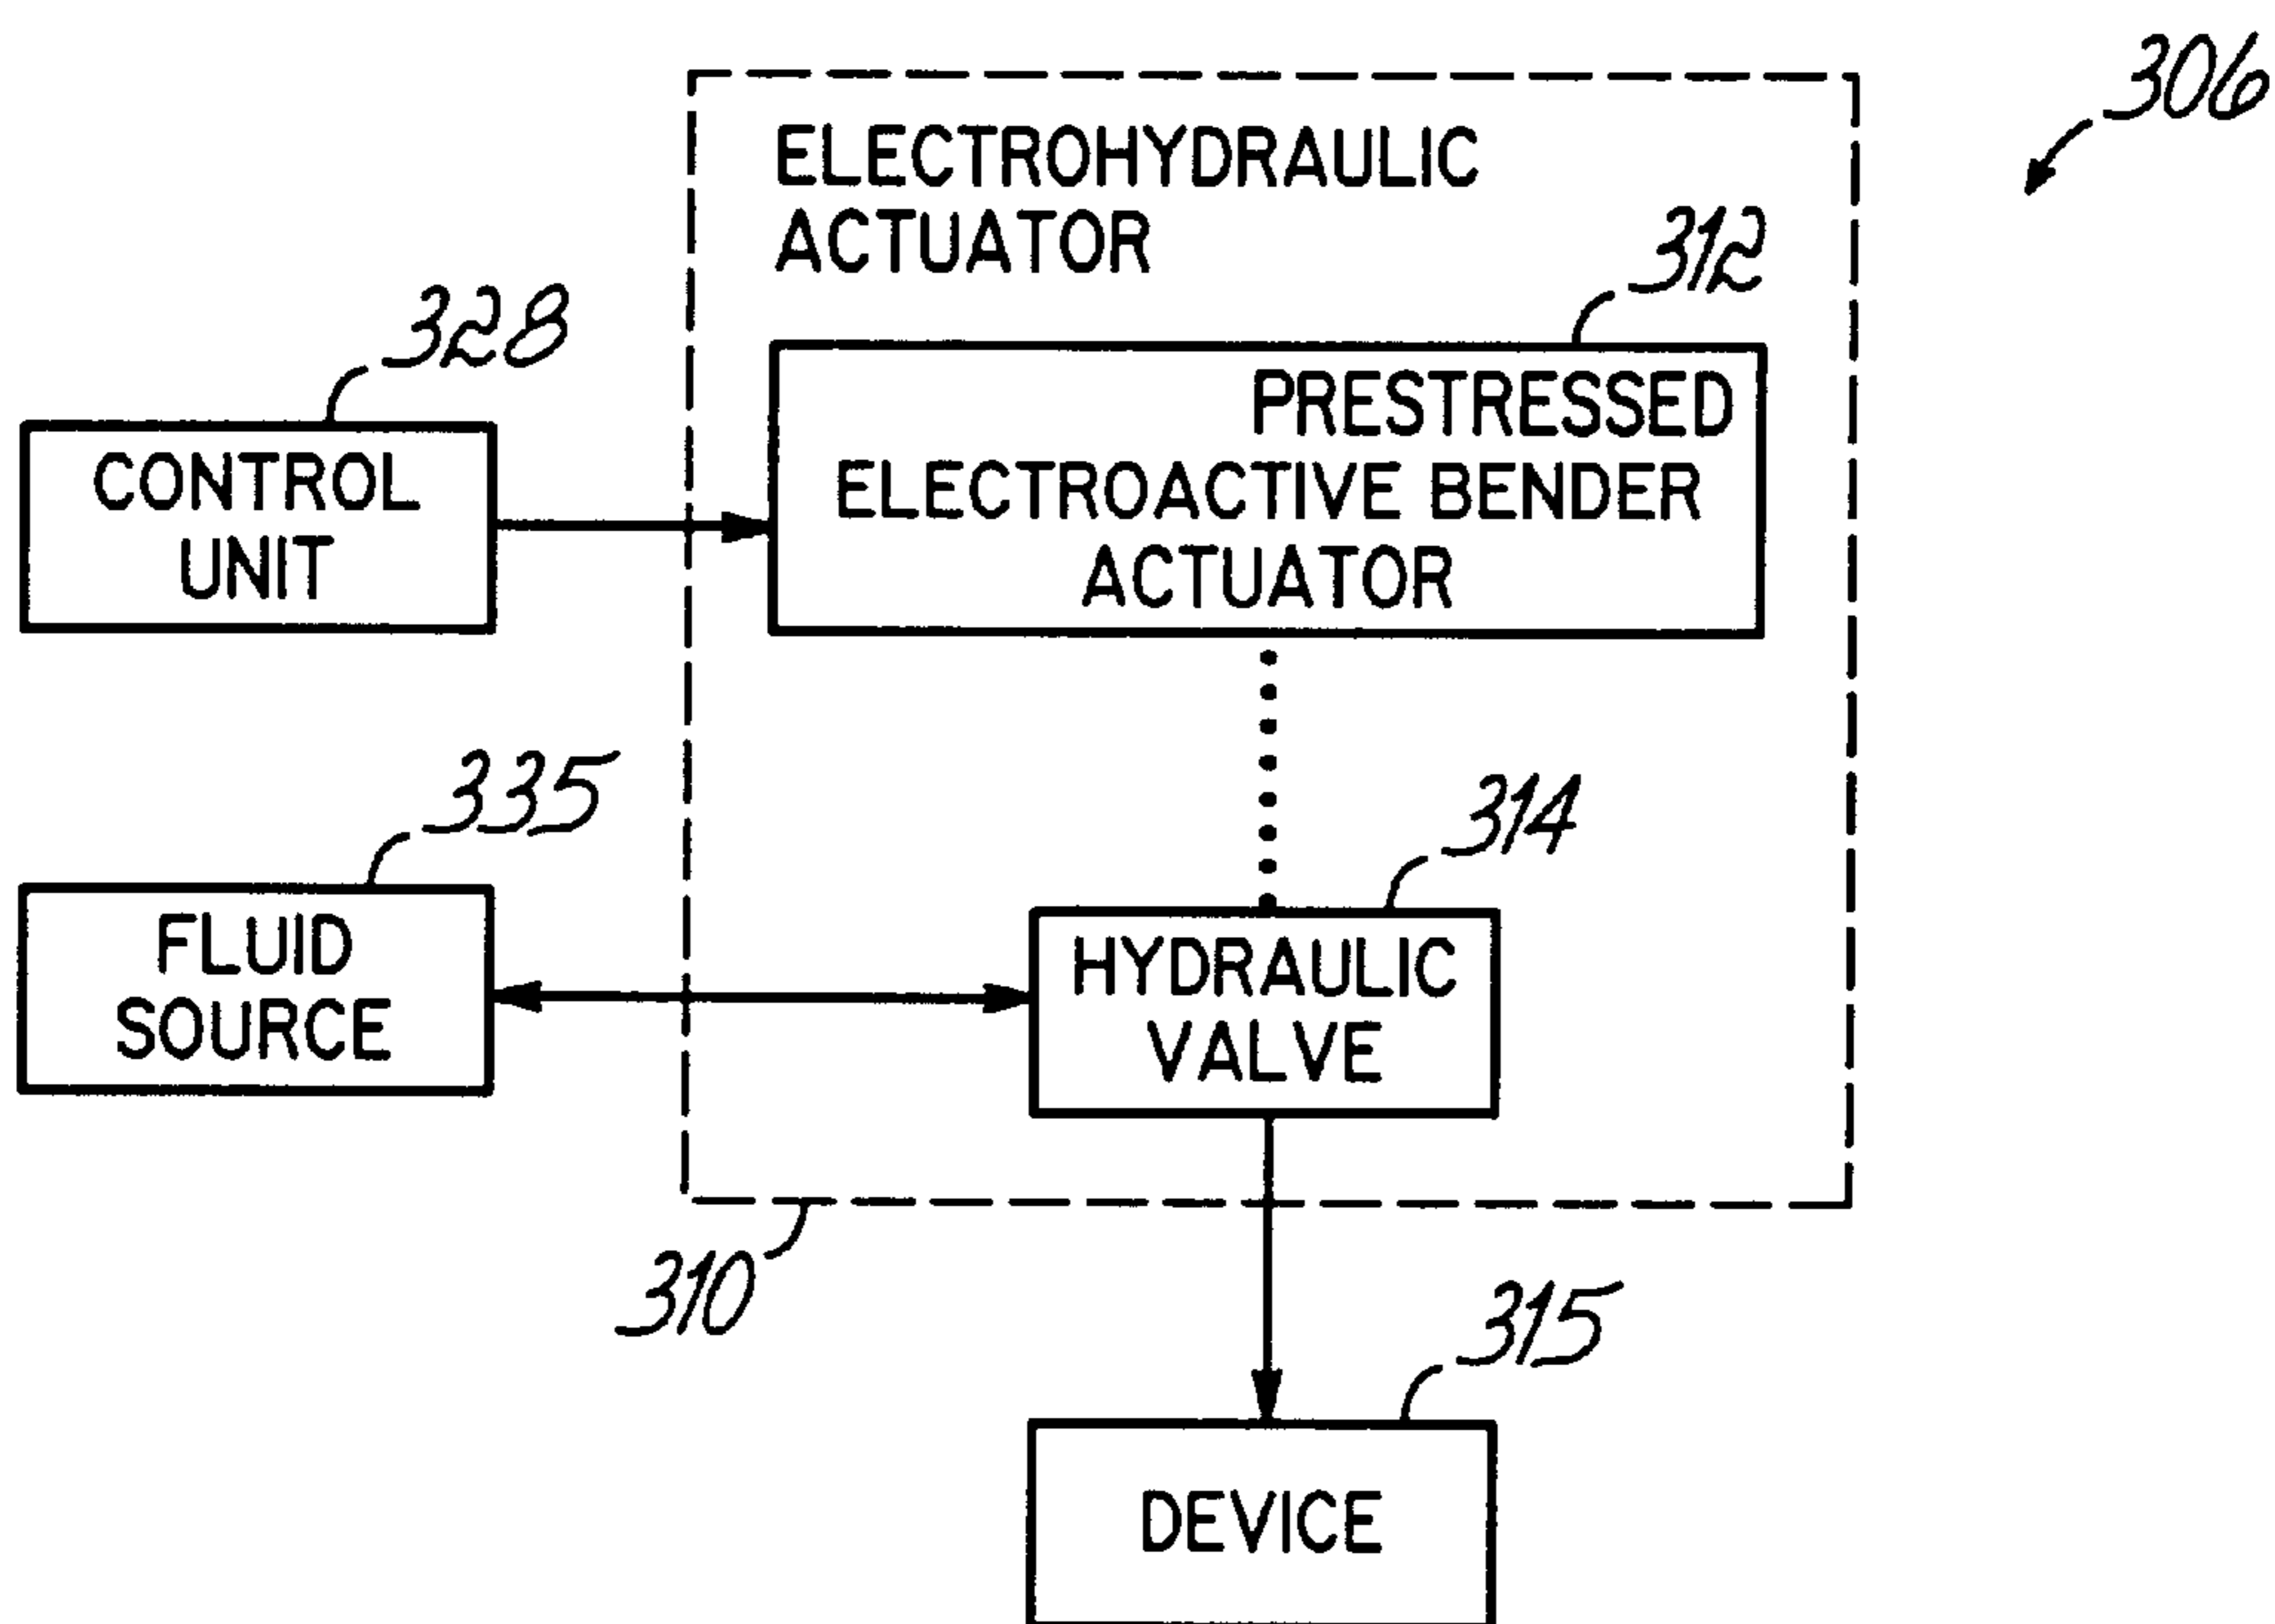 306
ELECTROHYDRAULIC
ACTUATOR
312
328
PRESTRESSED
ELECTROACTIVE BENDER
ACTUATOR
CONTROL
UNIT
335
314
FLUID
SOURCE
HYDRAULIC
VALVE
310
315
DEVICE